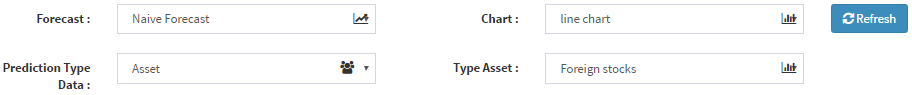 Forecast :
Naive Forecast
Chart :
line chart
Refresh
Prediction Type
Data :
Asset
Type Asset :
Foreign stocks